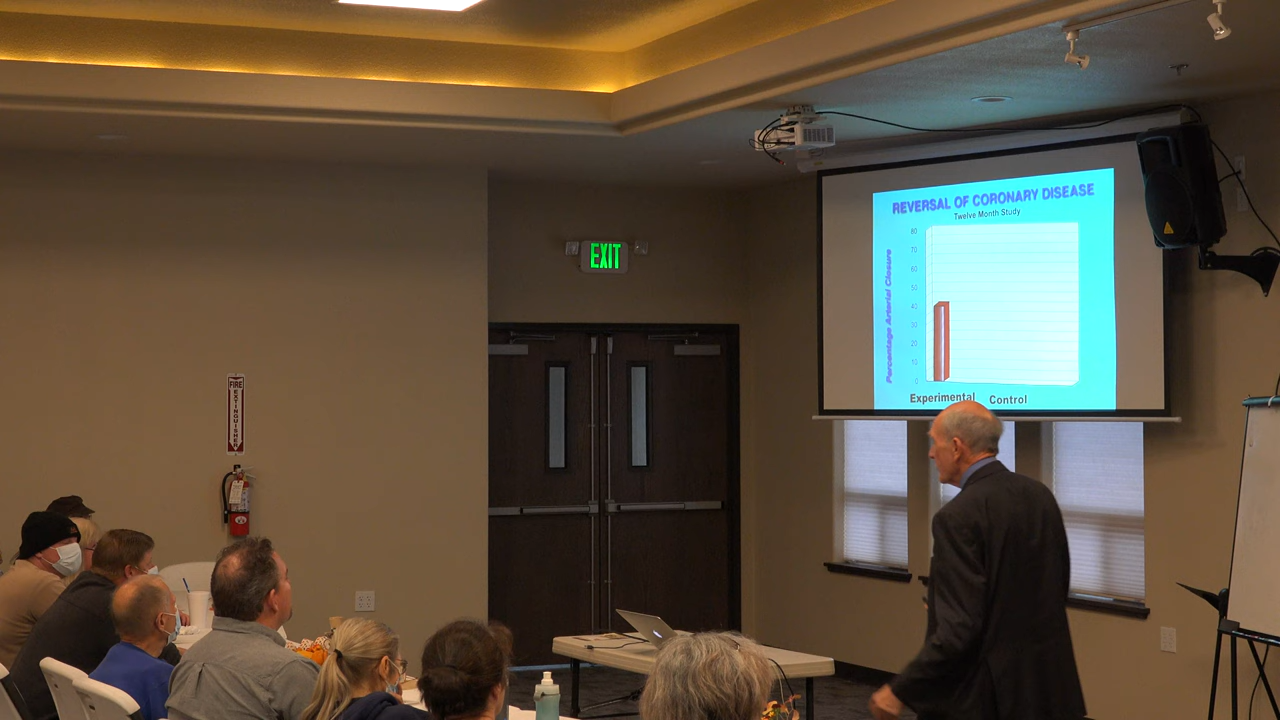 EXIT
REVERSAL OF CORONARY DISEASE
Twelve Month Study
Percentage Arterial Closure
80
70
60
50
40
30
20
10
0
Experimental Control
FIRE
EXTINGUISHER